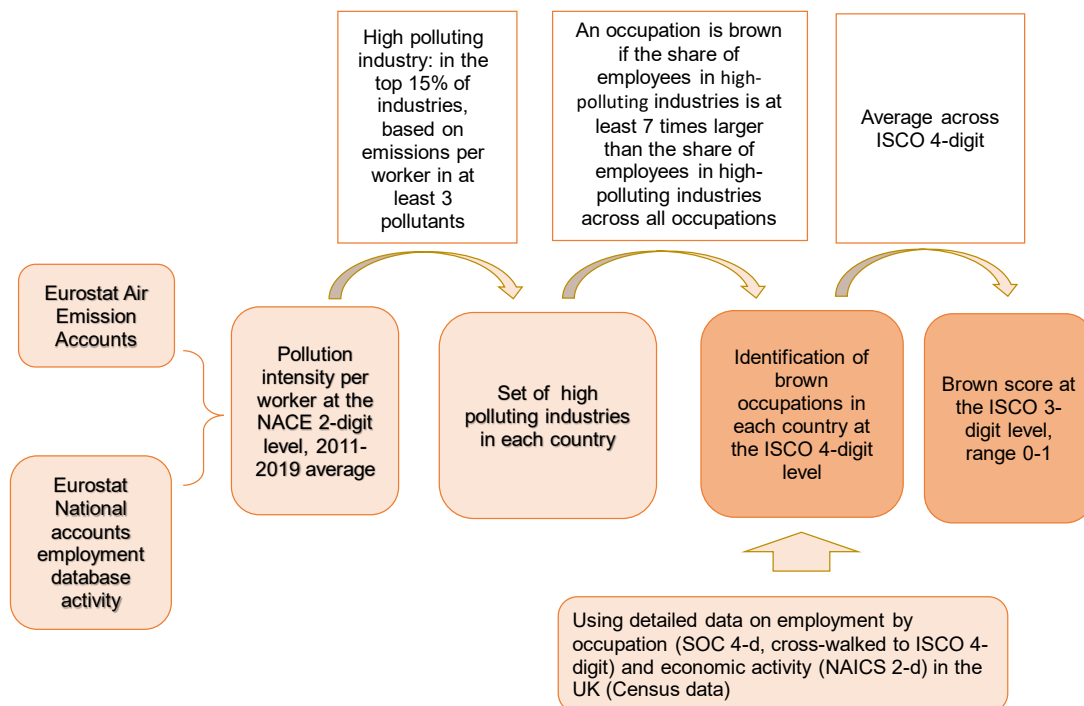 High polluting
industry: in the
top 15% of
industries,
based on
emissions per
worker in at
least 3
pollutants
An occupation is brown
if the share of
employees in high-
polluting industries is at
least 7 times larger
than the share of
employees in high-
polluting industries
across all occupations
Average across
ISCO 4-digit
Eurostat Air
Emission
Accounts
Eurostat
National
accounts
employment
database
activity
Pollution
intensity per
worker at the
NACE 2-digit
level, 2011-
2019 average
Set of high
polluting industries
in each country
Identification of
brown
occupations in
each country at
the ISCO 4-digit
level
Brown score at
the ISCO 3-
digit level,
range 0-1
Using detailed data on employment by
occupation (SOC 4-d, cross-walked to ISCO 4-
digit) and economic activity (NAICS 2-d) in the
UK (Census data)